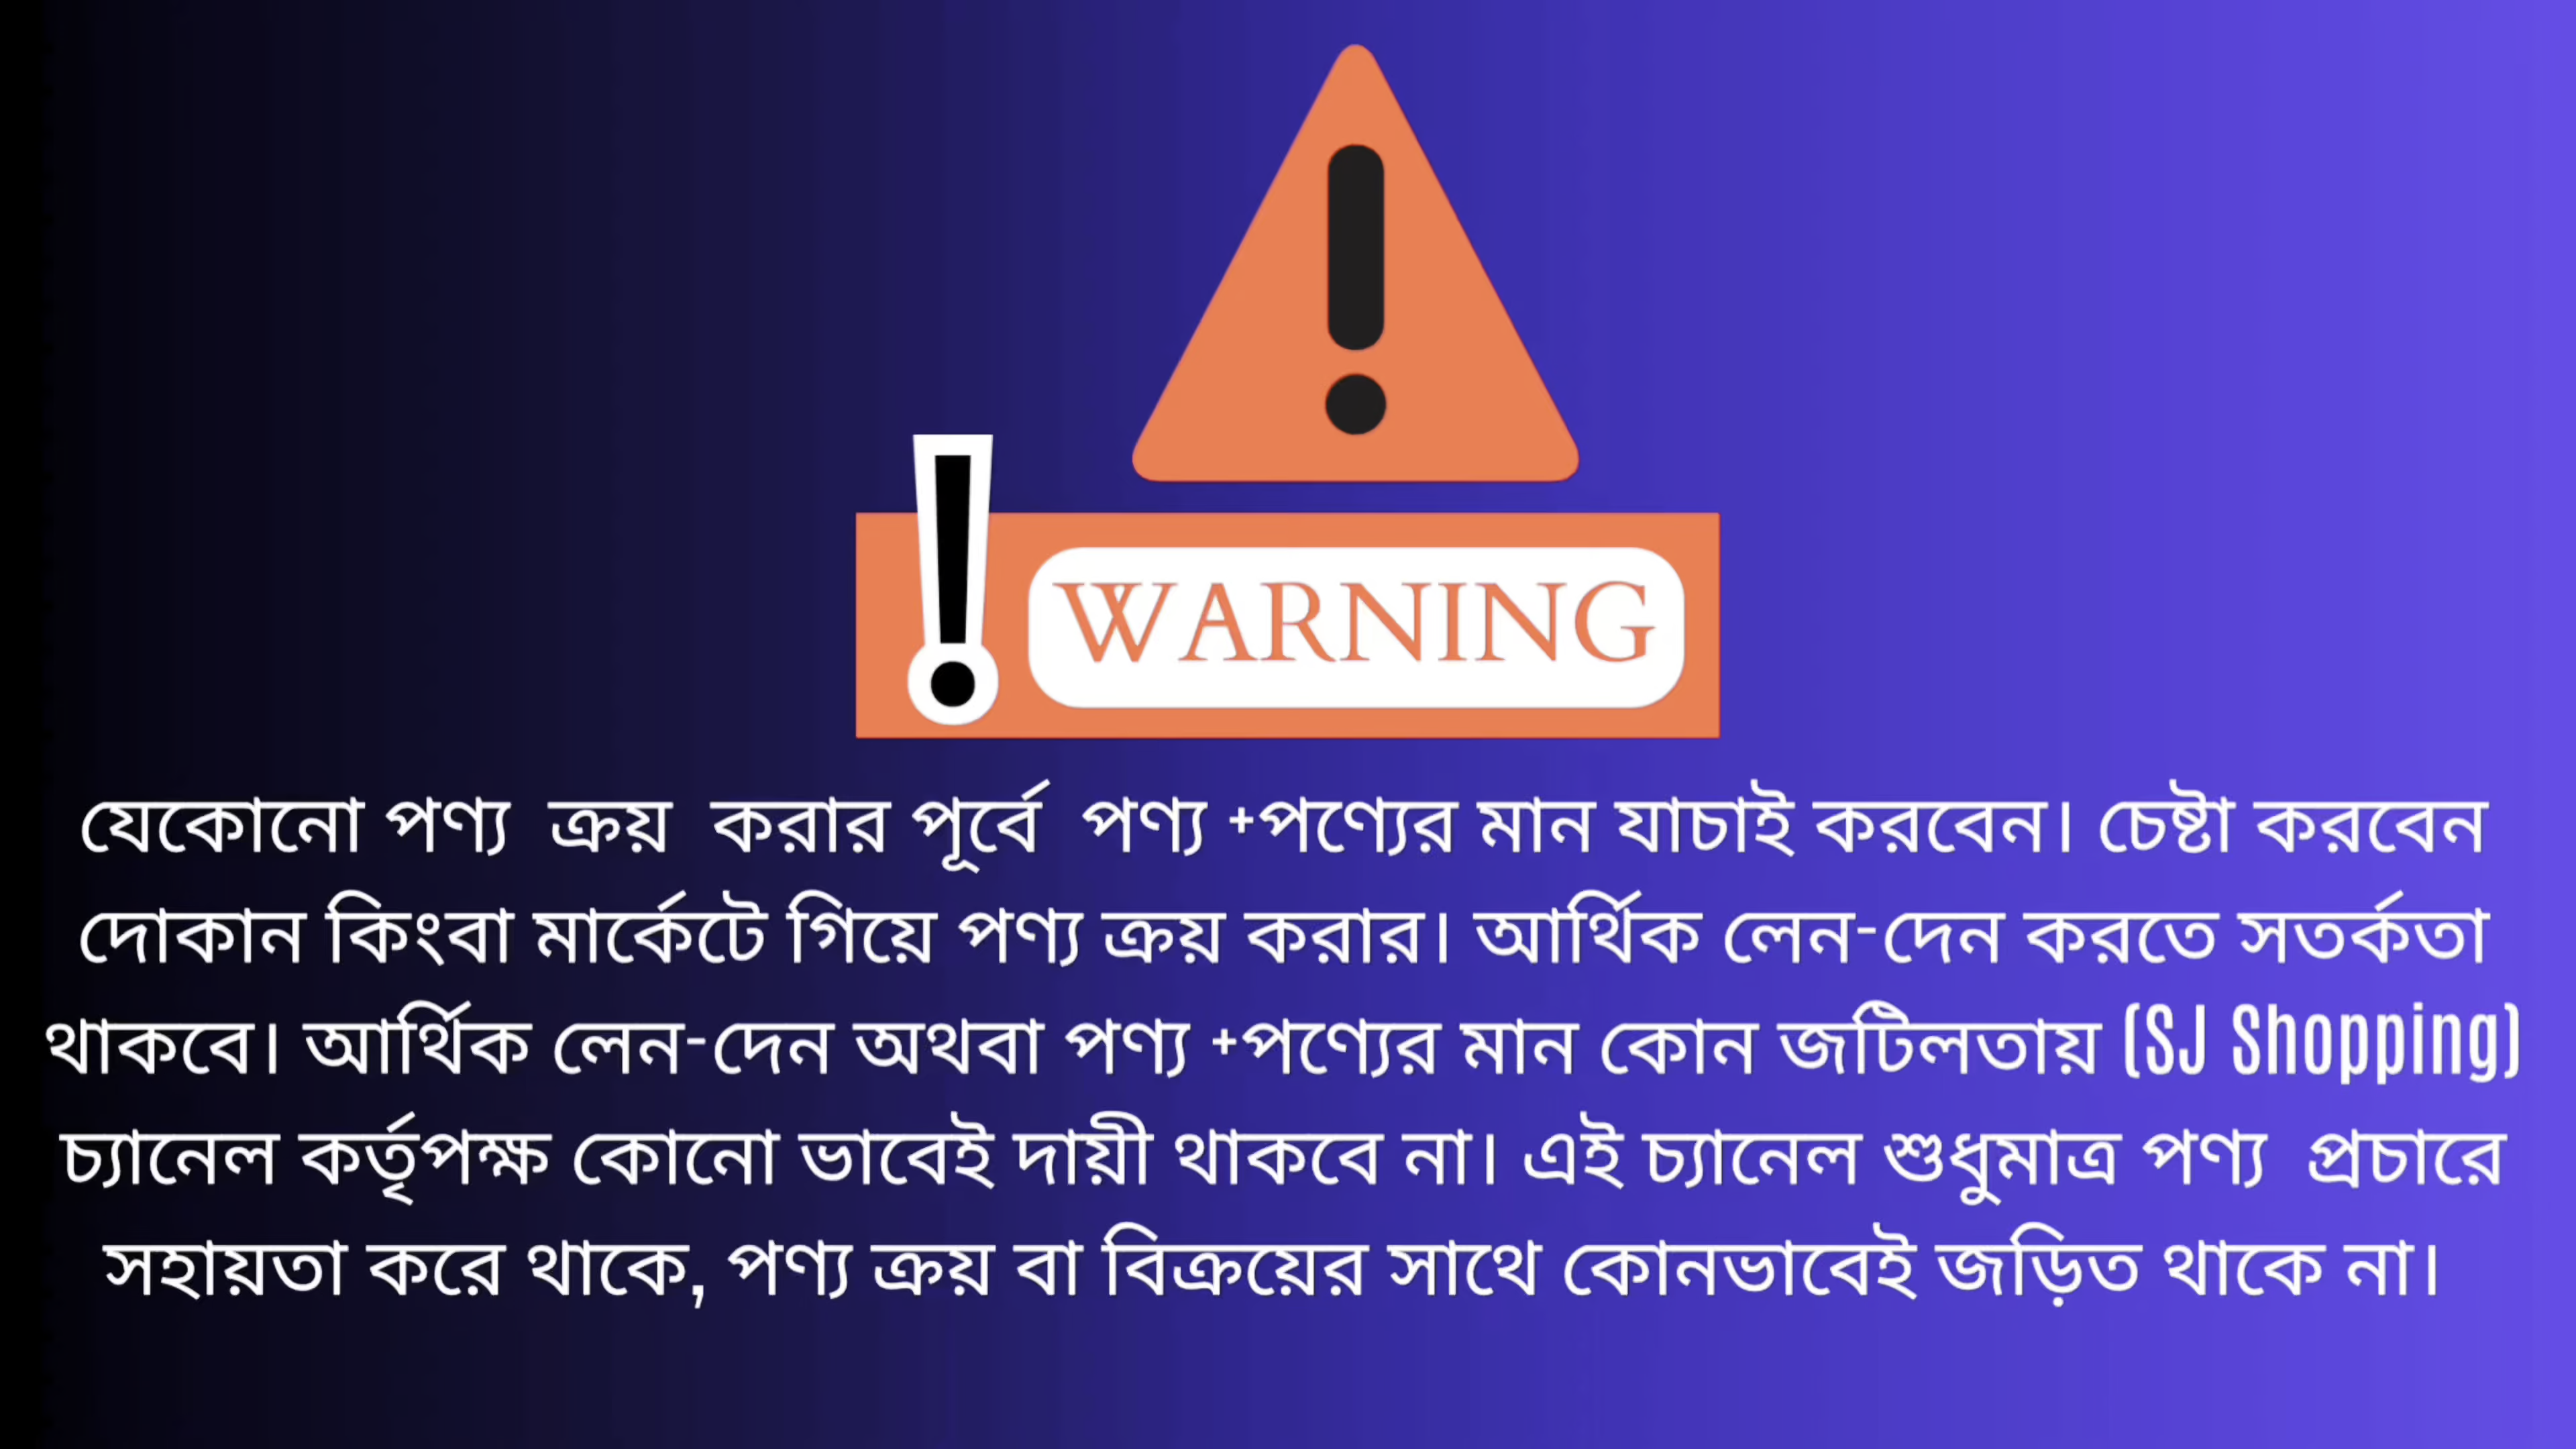 WARNING
যেকোনো পণ্য ক্রয় করার পূর্বে পণ্য +পণ্যের মান যাচাই করবেন। চেষ্টা করবেন
দোকান কিংবা মার্কেটে গিয়ে পণ্য ক্রয় করার। আর্থিক লেন-দেন করতে সতর্কতা
থাকবে। আর্থিক লেন-দেন অথবা পণ্য +পণ্যের মান কোন জটিলতায় (SJ Shopping)
চ্যানেল কর্তৃপক্ষ কোনো ভাবেই দায়ী থাকবে না। এই চ্যানেল শুধুমাত্র পণ্য প্রচারে
সহায়তা করে থাকে, পণ্য ক্রয় বা বিক্রয়ের সাথে কোনভাবেই জড়িত থাকে না।